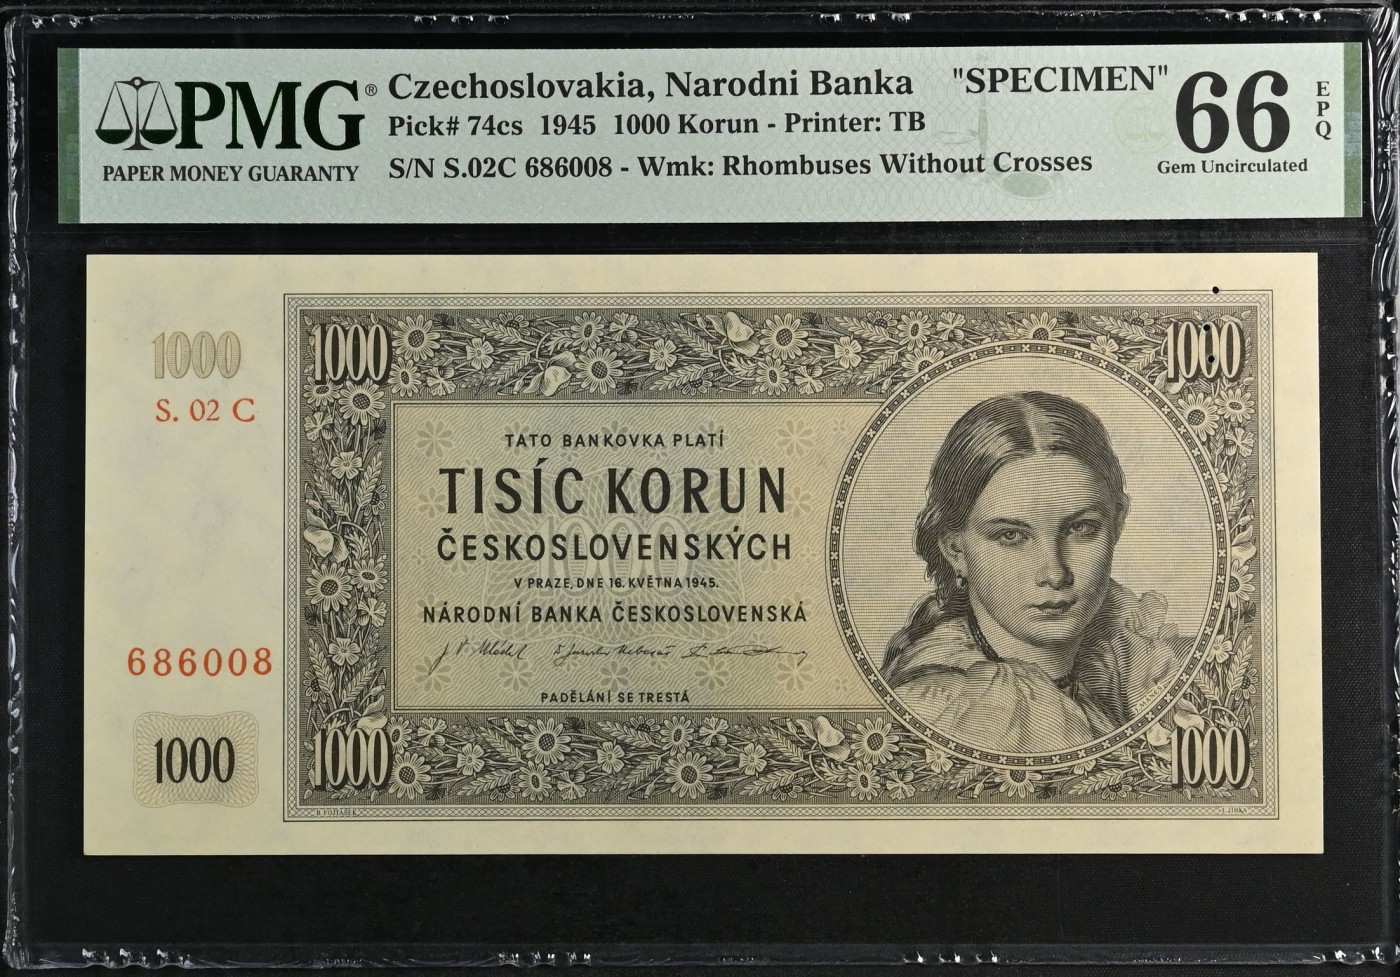 PMG®
PAPER MONEY GUARANTY
Czechoslovakia, Narodni Banka "SPECIMEN"
Pick# 74cs 1945 1000 Korun - Printer: TB
S/N S.02C 686008 - Wmk: Rhombuses Without Crosses
66
EPQ
Gem Uncirculated
1000
1000
1000
S. 02 C
TATO BANKOVKA PLATÍ
TISÍC KORUN
1000
ČESKOSLOVENSKÝCH
V PRAZE, DNE 16. KVĚTNA 1945.
NÁRODNÍ BANKA ČESKOSLOVENSKÁ
686008
PADĚLÁNÍ SE TRESTÁ
1000
1000
1000
J. JIRKA